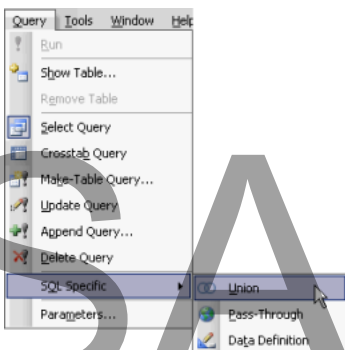 Query Tools Window Help
Run
Show Table...
Remove Table
Select Query
Crosstab Query
Make-Table Query...
Update Query
Append Query...
Delete Query
SQL Specific
Union
Parameters...
Pass-Through
Data Definition
SA